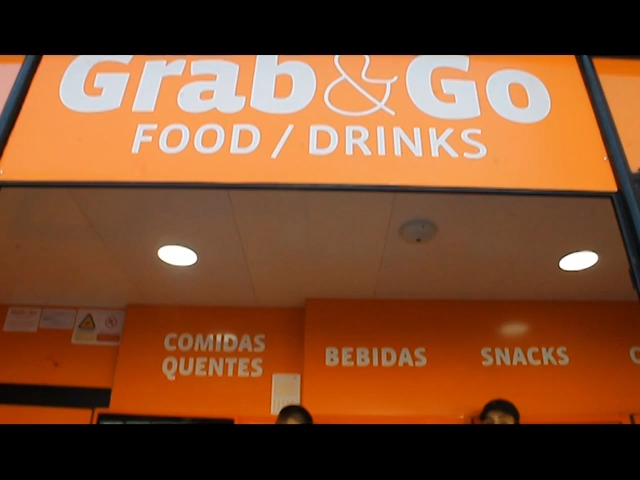 Grab&Go
FOOD / DRINKS
COMIDAS
QUENTES
BEBIDAS
SNACKS